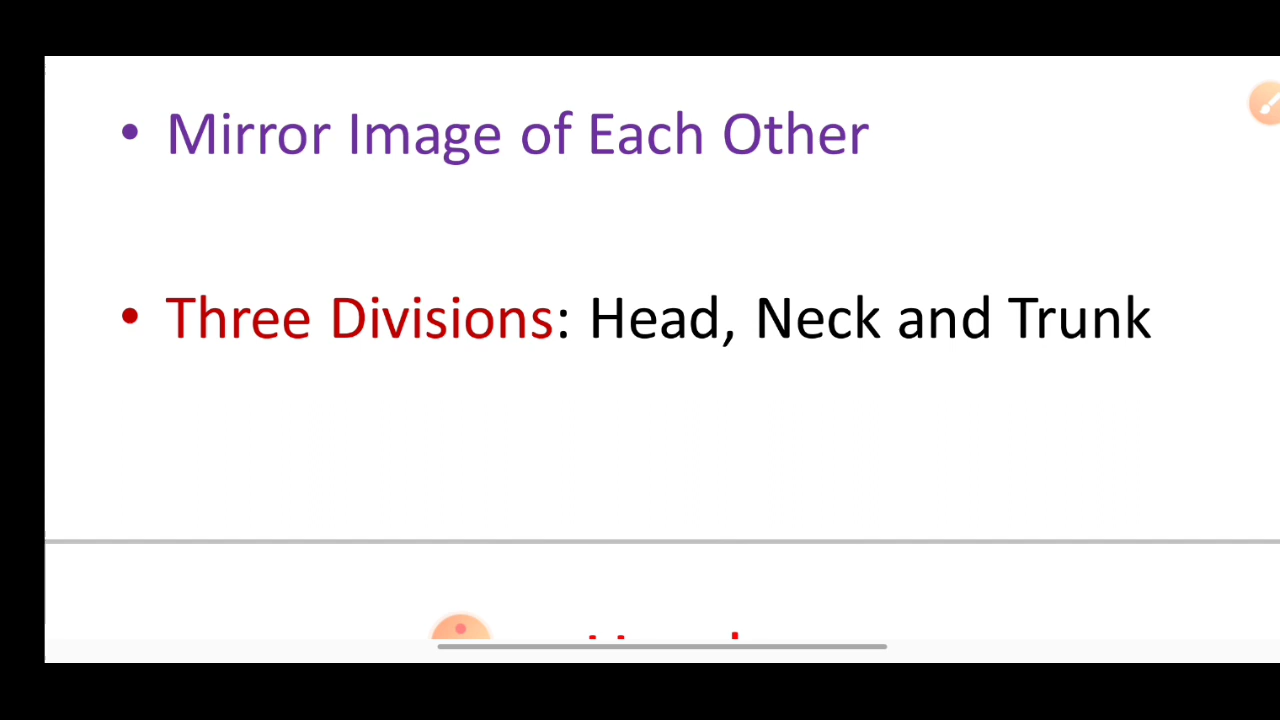 • Mirror Image of Each Other
• Three Divisions: Head, Neck and Trunk